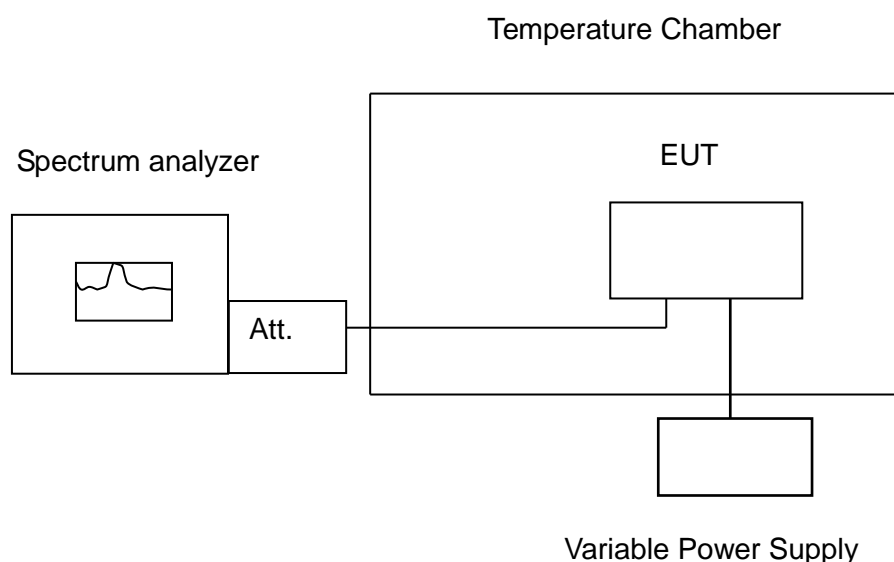 Temperature Chamber
Spectrum analyzer
EUT
Att.
Variable Power Supply